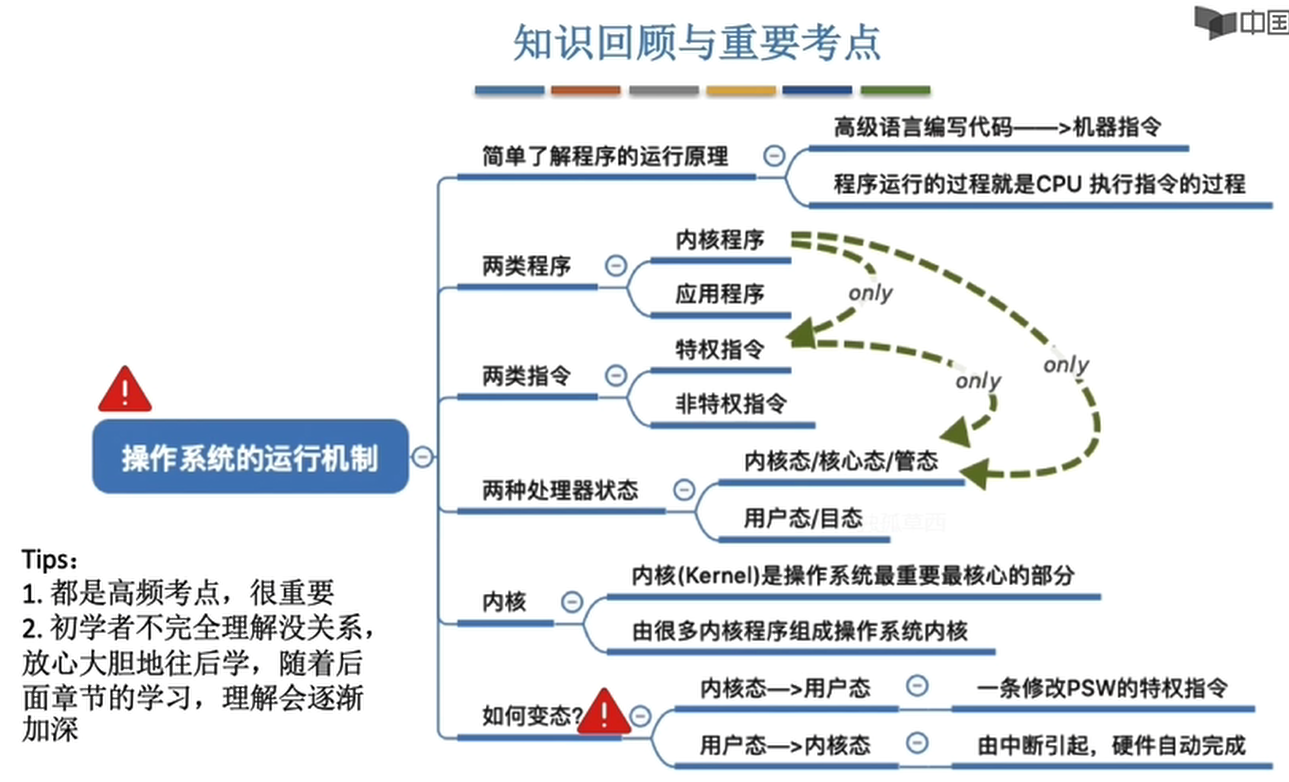 中国
知识回顾与重要考点
高级语言编写代码——>机器指令
简单了解程序的运行原理
程序运行的过程就是CPU 执行指令的过程
内核程序
两类程序
only
应用程序
特权指令
两类指令
only
only
非特权指令
操作系统的运行机制
内核态/核心态/管态
两种处理器状态
用户态/目态
Tips：
1. 都是高频考点，很重要
2. 初学者不完全理解没关系，
放心大胆地往后学，随着后
面章节的学习，理解会逐渐
加深
内核(Kernel)是操作系统最重要最核心的部分
内核
由很多内核程序组成操作系统内核
内核态—>用户态
一条修改PSW的特权指令
如何变态?
用户态—>内核态
由中断引起，硬件自动完成